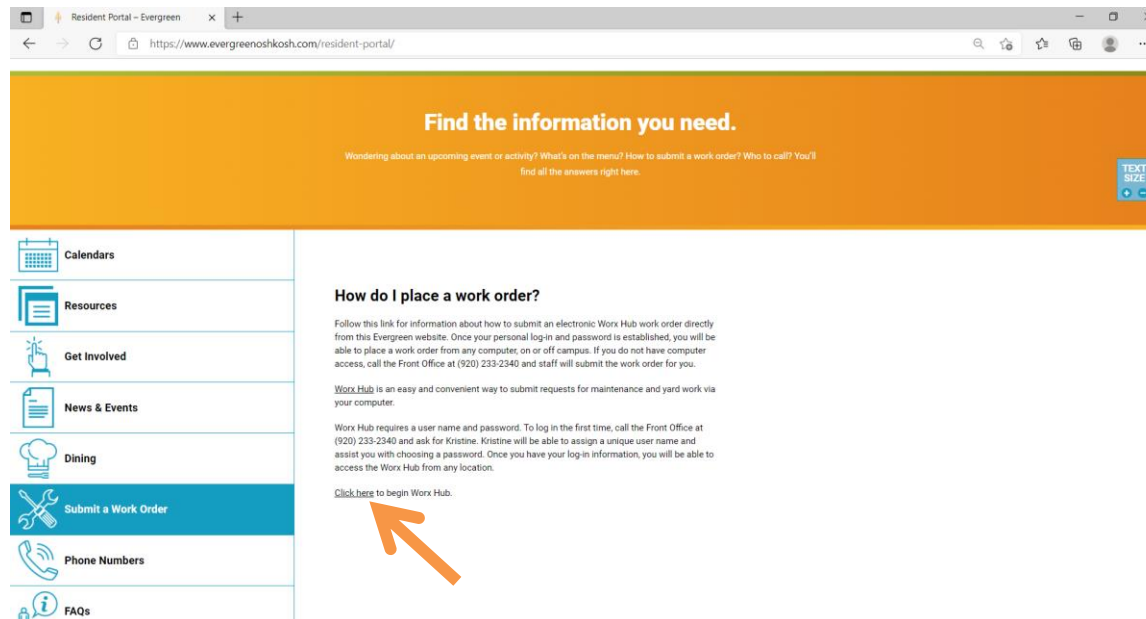 Resident Portal – Evergreen
https://www.evergreenoshkosh.com/resident-portal/
Find the information you need.
Wondering about an upcoming event or activity? What's on the menu? How to submit a work order? Who to call? You'll
find all the answers right here.
TEXT
SIZE
Calendars
Resources
Get Involved
News & Events
Dining
Submit a Work Order
Phone Numbers
FAQs
How do I place a work order?
Follow this link for information about how to submit an electronic Worx Hub work order directly
from this Evergreen website. Once your personal log-in and password is established, you will be
able to place a work order from any computer, on or off campus. If you do not have computer
access, call the Front Office at (920) 233-2340 and staff will submit the work order for you.
Worx Hub is an easy and convenient way to submit requests for maintenance and yard work via
your computer.
Worx Hub requires a user name and password. To log in the first time, call the Front Office at
(920) 233-2340 and ask for Kristine. Kristine will be able to assign a unique user name and
assist you with choosing a password. Once you have your log-in information, you will be able to
access the Worx Hub from any location.
Click here to begin Worx Hub.